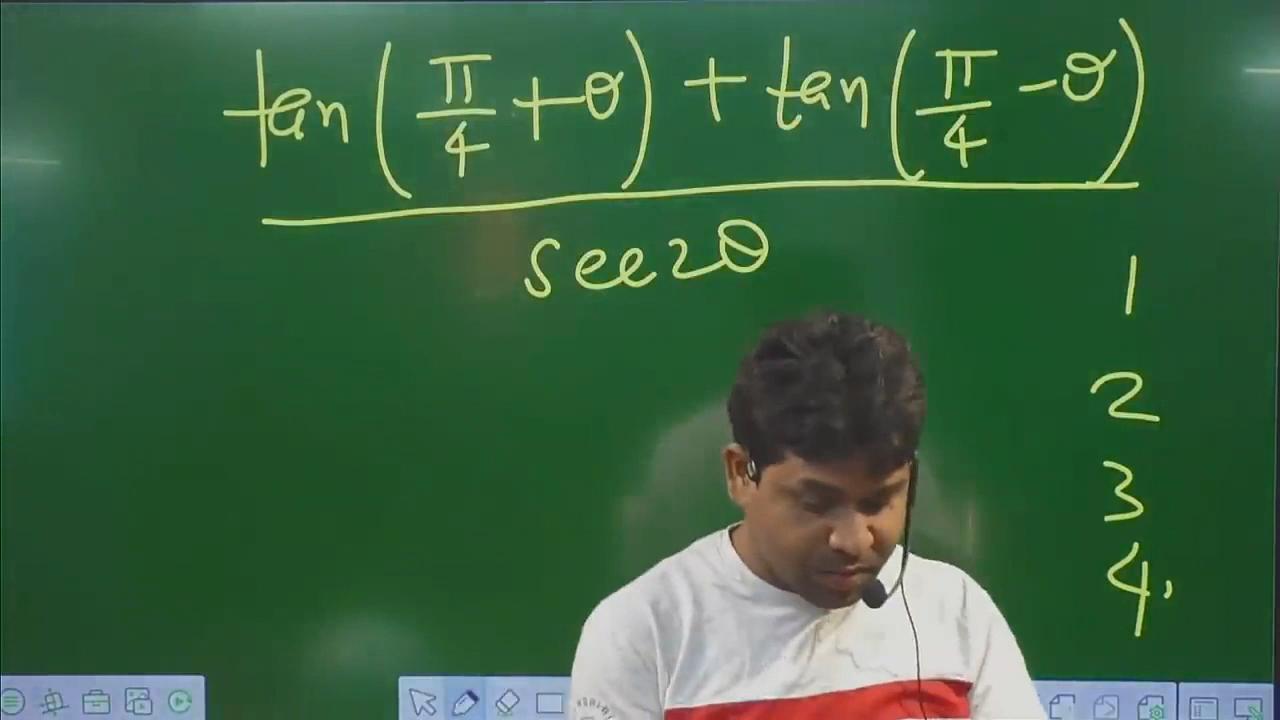 tan(π/4 + θ) + tan(π/4 - θ)
sec2θ
1
2
3
4.